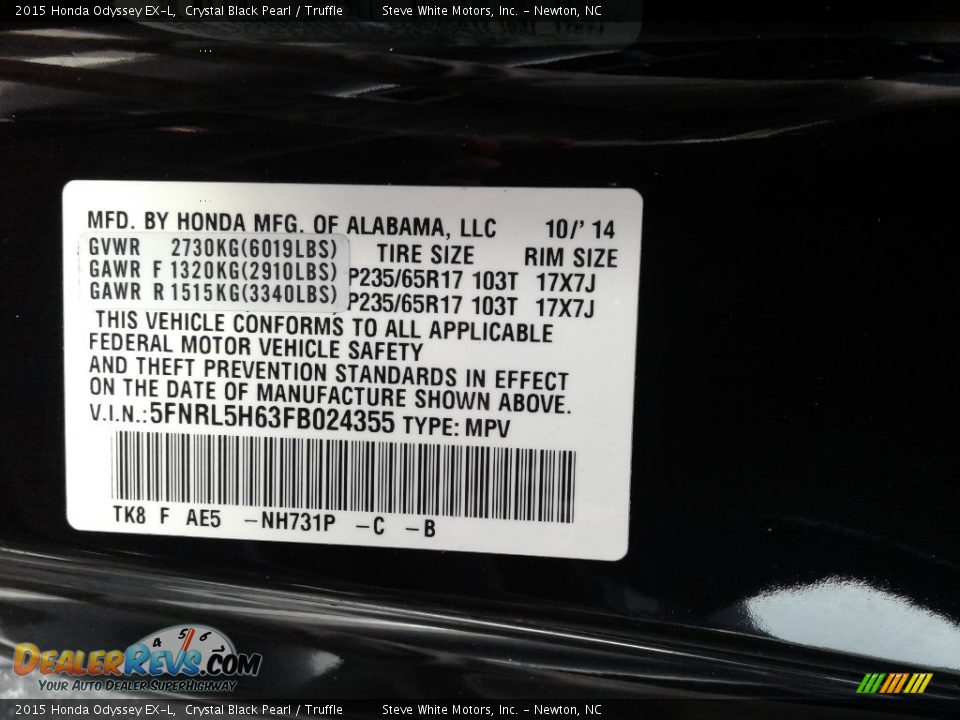 2015 Honda Odyssey EX-L, Crystal Black Pearl / Truffle Steve White Motors, Inc. - Newton, NC
MFD. BY HONDA MFG. OF ALABAMA, LLC 10/' 14
GVWR 2730KG(6019LBS) TIRE SIZE RIM SIZE
GAWR F 1320KG(2910LBS) P235/65R17 103T 17X7J
GAWR R 1515KG(3340LBS) P235/65R17 103T 17X7J
THIS VEHICLE CONFORMS TO ALL APPLICABLE
FEDERAL MOTOR VEHICLE SAFETY
AND THEFT PREVENTION STANDARDS IN EFFECT
ON THE DATE OF MANUFACTURE SHOWN ABOVE.
V.I.N.:5FNRL5H63FB024355 TYPE: MPV
TK8 F AE5 -NH731P -C -B
4 5 6
DEALERREVS.COM
Your Auto Dealer SuperHighway
2015 Honda Odyssey EX-L, Crystal Black Pearl / Truffle Steve White Motors, Inc. - Newton, NC